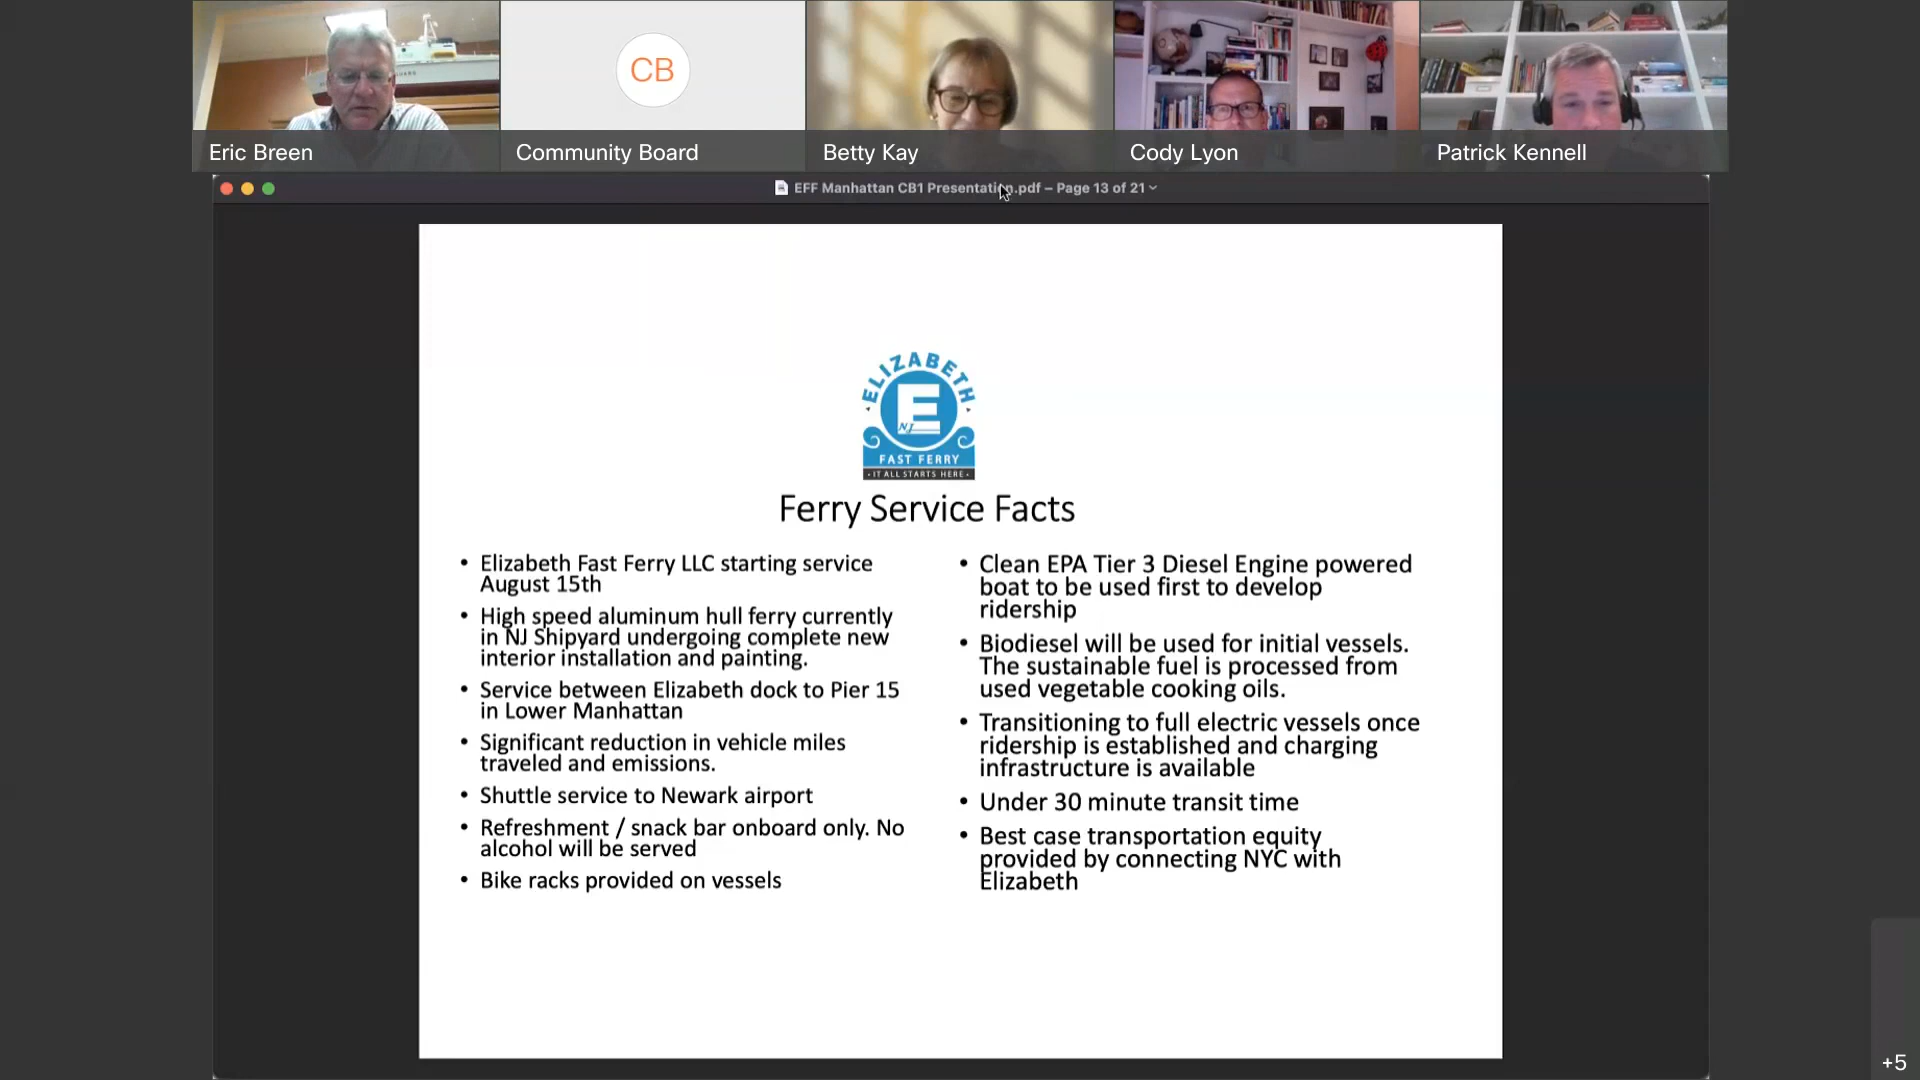 CB
Eric Breen
Community Board
Betty Kay
Cody Lyon
Patrick Kennell
EFF Manhattan CB1 Presentation.pdf – Page 13 of 21
ELIZABETH
E
NJ
FAST FERRY
• IT ALL STARTS HERE •
Ferry Service Facts
• Elizabeth Fast Ferry LLC starting service
August 15th
• High speed aluminum hull ferry currently
in NJ Shipyard undergoing complete new
interior installation and painting.
• Service between Elizabeth dock to Pier 15
in Lower Manhattan
• Significant reduction in vehicle miles
traveled and emissions.
• Shuttle service to Newark airport
• Refreshment / snack bar onboard only. No
alcohol will be served
• Bike racks provided on vessels
• Clean EPA Tier 3 Diesel Engine powered
boat to be used first to develop
ridership
• Biodiesel will be used for initial vessels.
The sustainable fuel is processed from
used vegetable cooking oils.
• Transitioning to full electric vessels once
ridership is established and charging
infrastructure is available
• Under 30 minute transit time
• Best case transportation equity
provided by connecting NYC with
Elizabeth
+5